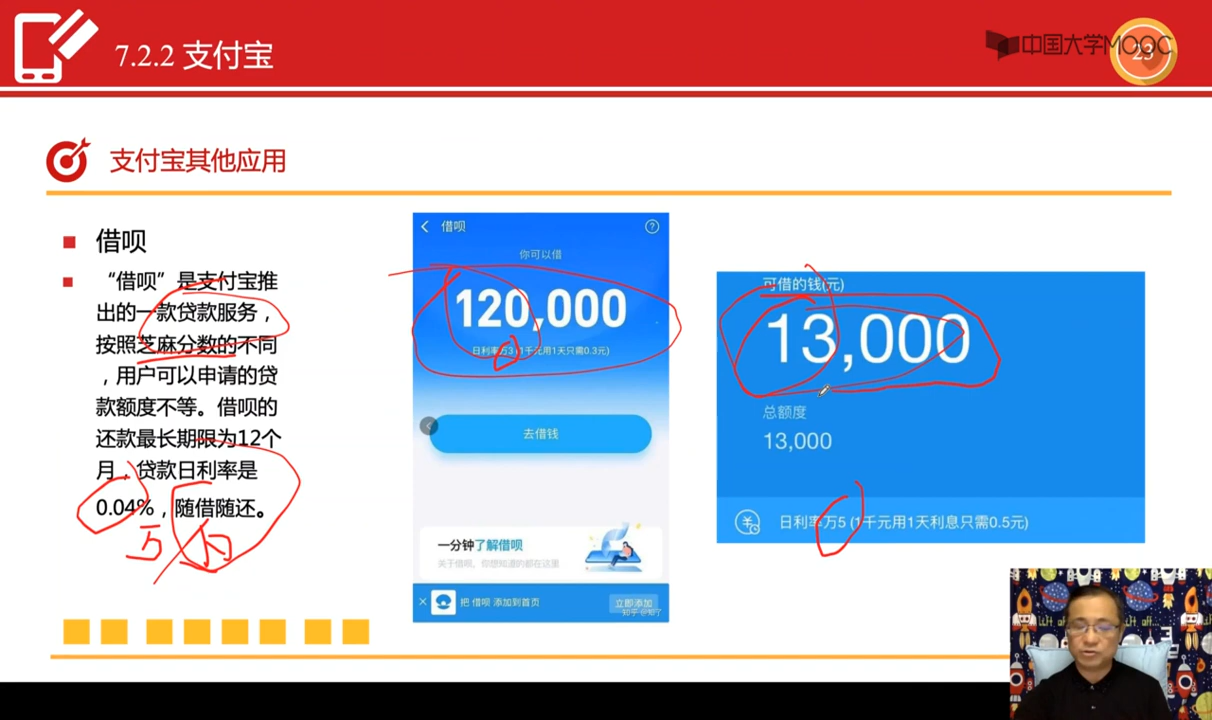 7.2.2 支付宝
中国大学MOOC
23
支付宝其他应用
借呗
“借呗”是支付宝推
出的一款贷款服务，
按照芝麻分数的不同
，用户可以申请的贷
款额度不等。借呗的
还款最长期限为12个
月，贷款日利率是
0.04%，随借随还。
借呗
?
你可以借
120,000
日利率万3 (1千元用1天只需0.3元)
去借钱
一分钟了解借呗
关于借呗，你想知道的都在这里
把 借呗 添加到首页
立即添加
可借的钱(元)
13,000
总额度
13,000
日利率万5 (1千元用1天利息只需0.5元)